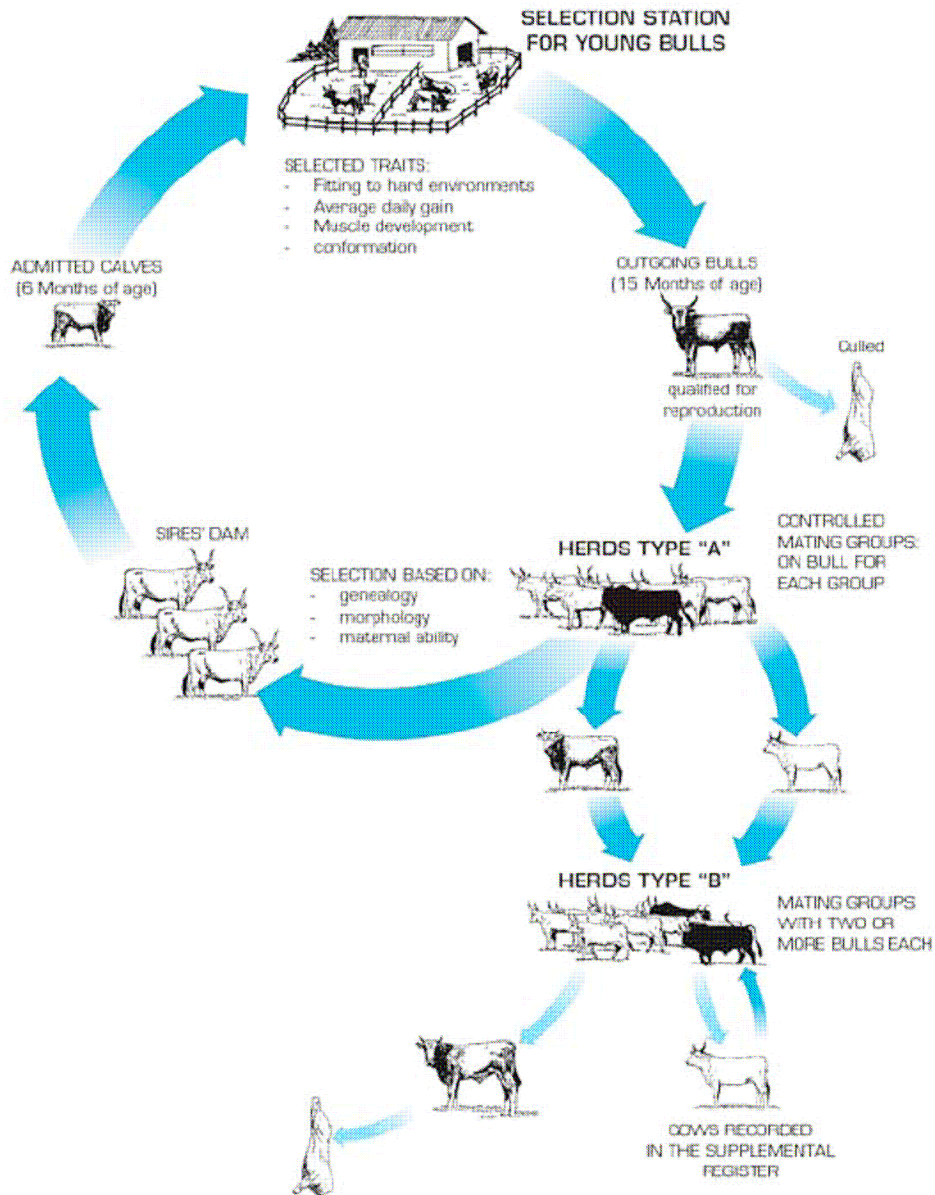 SELECTION STATION
FOR YOUNG BULLS
SELECTED TRAITS:
- Fitting to hard environments
- Average daily gain
- Muscle development
- conformation
ADMITTED CALVES
(6 Months of age)
OUTGOING BULLS
(15 Months of age)
Culled
qualified for
reproduction
SIRES' DAM
SELECTION BASED ON:
- genealogy
- morphology
- maternal ability
HERDS TYPE "A"
CONTROLLED
MATING GROUPS:
ON BULL FOR
EACH GROUP
HERDS TYPE "B"
MATING GROUPS
WITH TWO OR
MORE BULLS EACH
COWS RECORDED
IN THE SUPPLEMENTAL
REGISTER